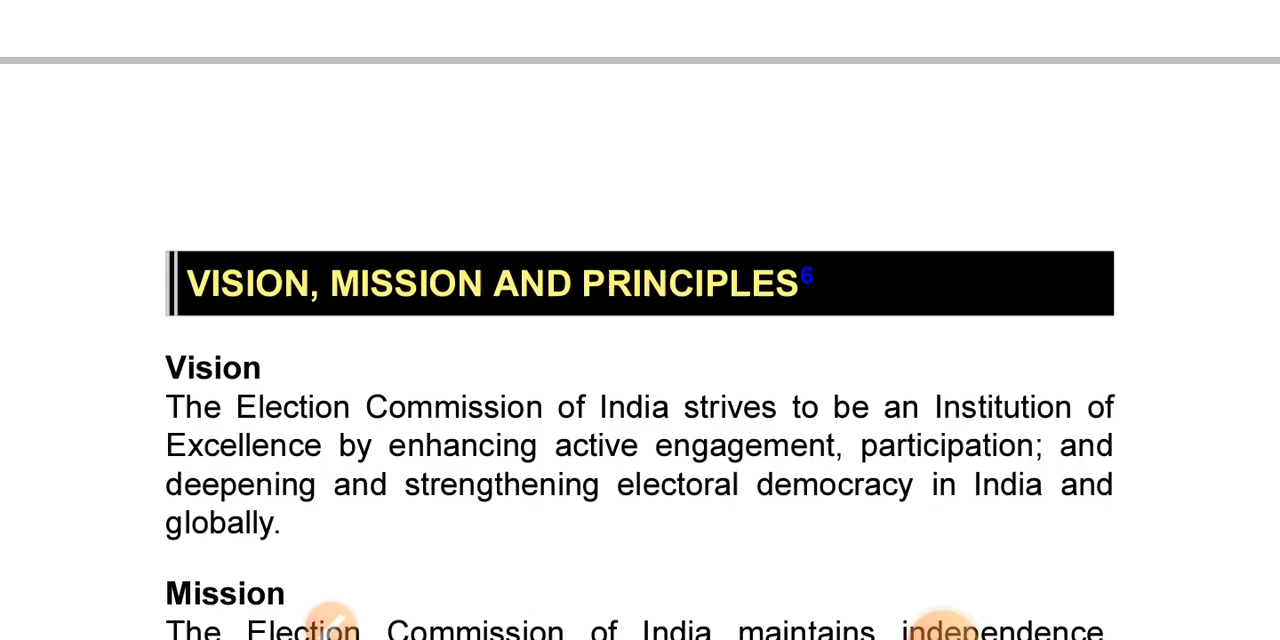 VISION, MISSION AND PRINCIPLES6
Vision
The Election Commission of India strives to be an Institution of
Excellence by enhancing active engagement, participation; and
deepening and strengthening electoral democracy in India and
globally.
Mission
The Election Commission of India maintains independence,